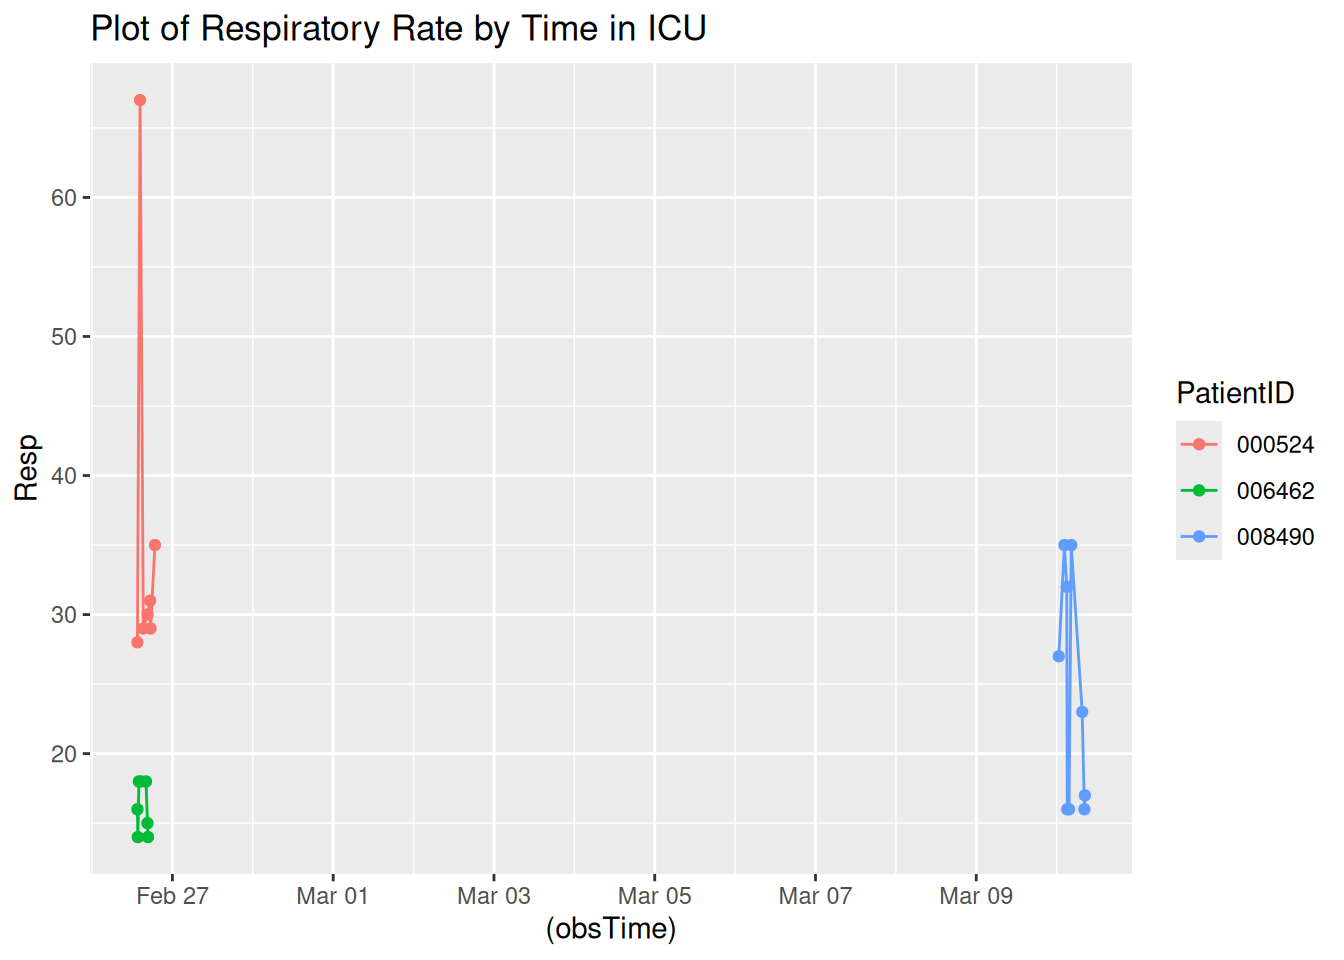 Plot of Respiratory Rate by Time in ICU
60
50
40
30
20
Resp
Feb 27 Mar 01 Mar 03 Mar 05 Mar 07 Mar 09
(obsTime)
PatientID
000524
006462
008490